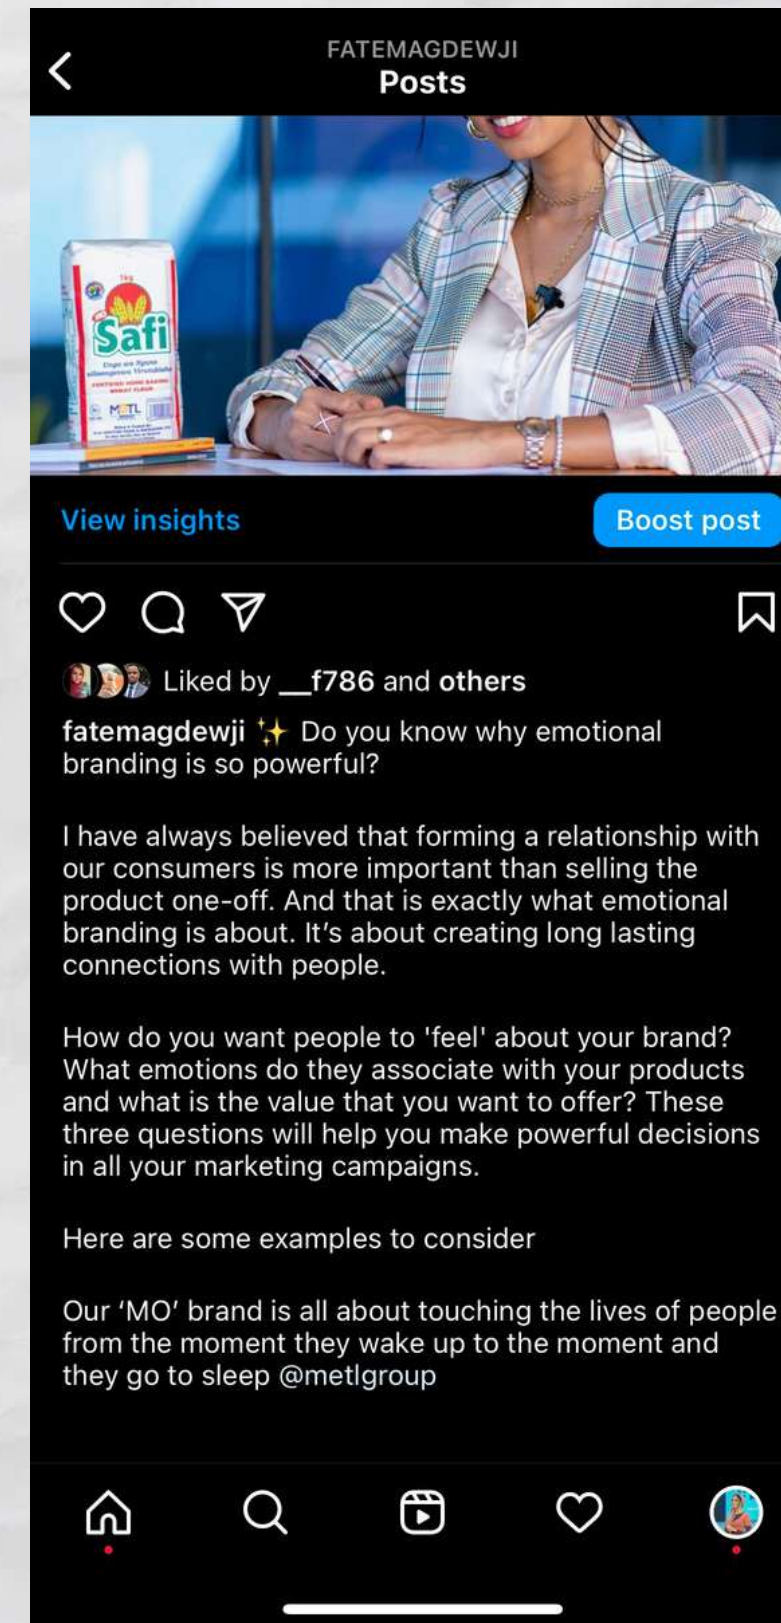 FATEMAGDEWJI
Posts
1kg
Safi
FORTIFIED HOME BAKING
WHEAT FLOUR
METL
View insights
Boost post
Liked by __f786 and others
fatemagdewji ✨ Do you know why emotional
branding is so powerful?
I have always believed that forming a relationship with
our consumers is more important than selling the
product one-off. And that is exactly what emotional
branding is about. It’s about creating long lasting
connections with people.
How do you want people to 'feel' about your brand?
What emotions do they associate with your products
and what is the value that you want to offer? These
three questions will help you make powerful decisions
in all your marketing campaigns.
Here are some examples to consider
Our ‘MO’ brand is all about touching the lives of people
from the moment they wake up to the moment and
they go to sleep @metlgroup